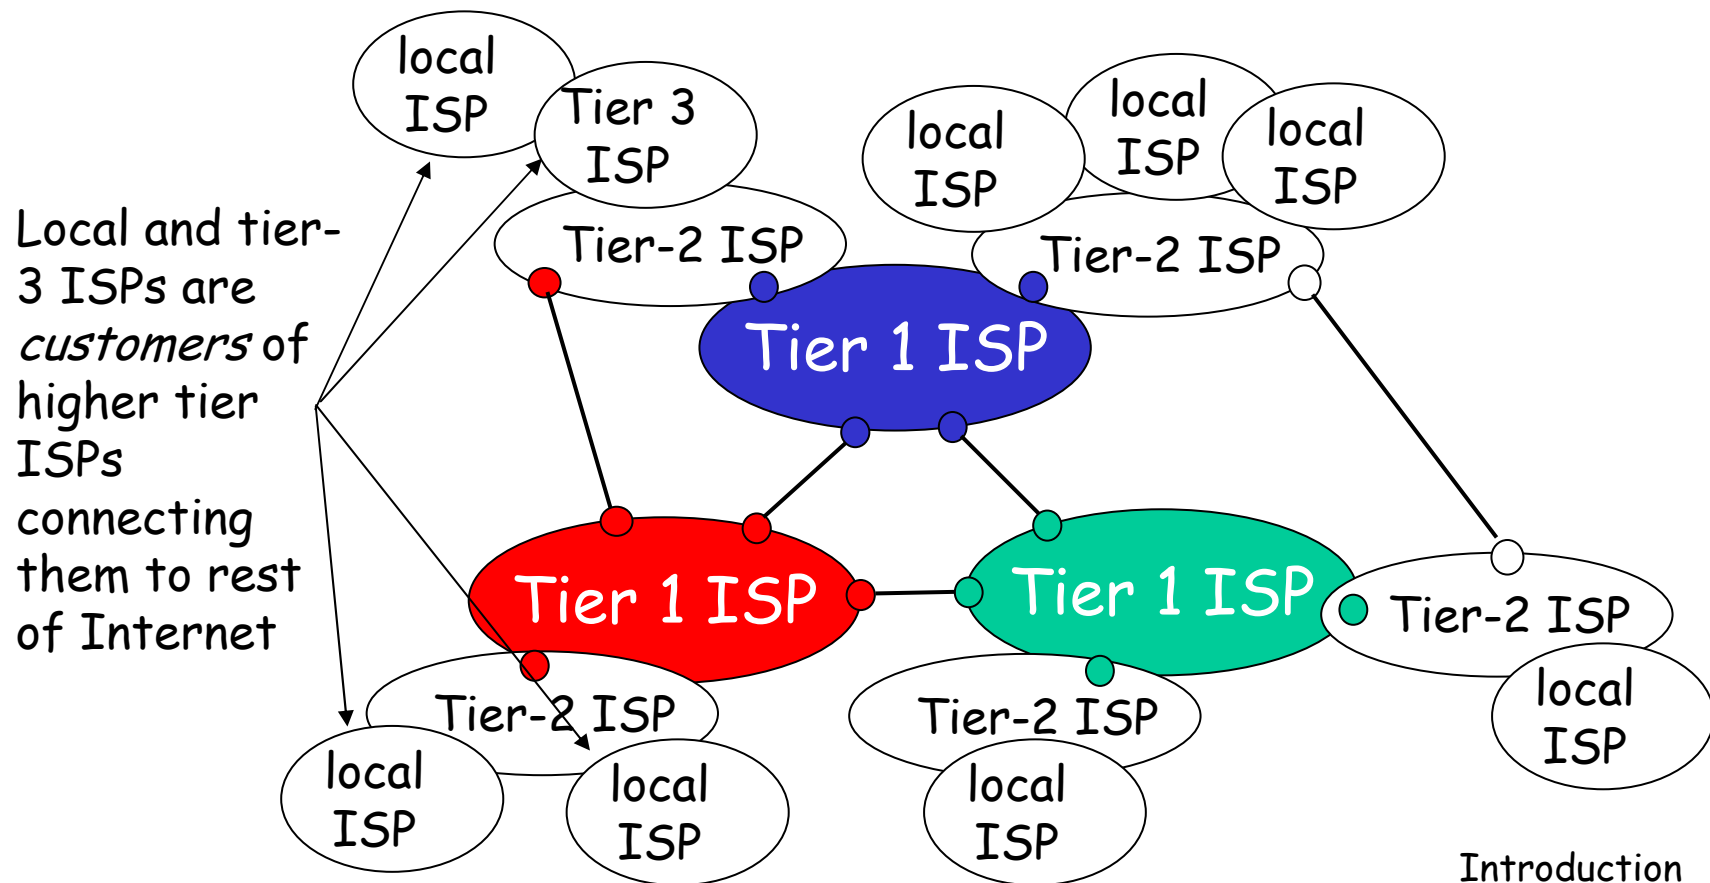 local
ISP
Tier 3
ISP
local
ISP
local
ISP
local
ISP
Local and tier-
3 ISPs are
customers of
higher tier
ISPs
connecting
them to rest
of Internet
Tier-2 ISP
Tier-2 ISP
Tier 1 ISP
Tier 1 ISP
Tier 1 ISP
Tier-2 ISP
Tier-2 ISP
Tier-2 ISP
local
ISP
local
ISP
local
ISP
local
ISP
Introduction